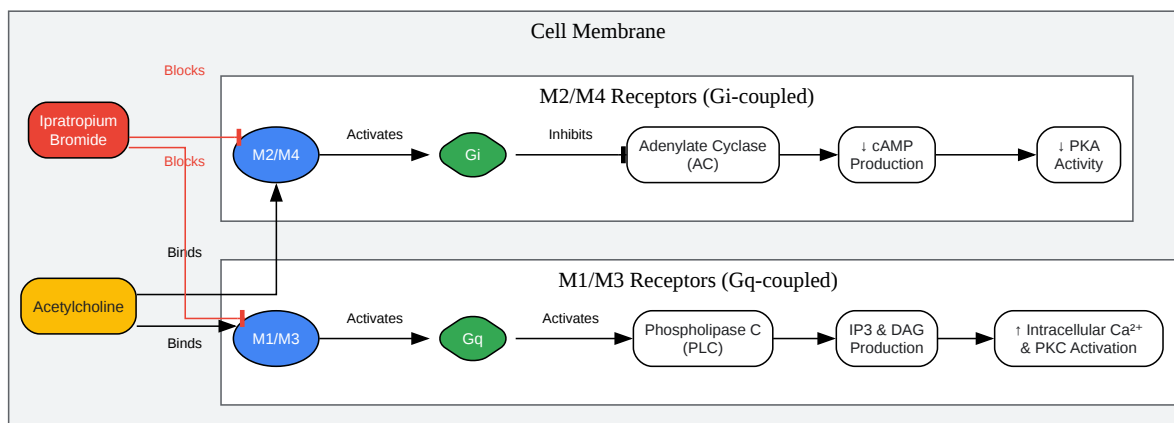 Cell Membrane
Blocks
M2/M4 Receptors (Gi-coupled)
Ipratropium
Bromide
Blocks
M2/M4
Activates
Gi
Inhibits
Adenylate Cyclase
(AC)
↓ cAMP
Production
↓ PKA
Activity
Binds
M1/M3 Receptors (Gq-coupled)
Acetylcholine
Binds
M1/M3
Activates
Gq
Activates
Phospholipase C
(PLC)
IP3 & DAG
Production
↑ Intracellular Ca²⁺
& PKC Activation